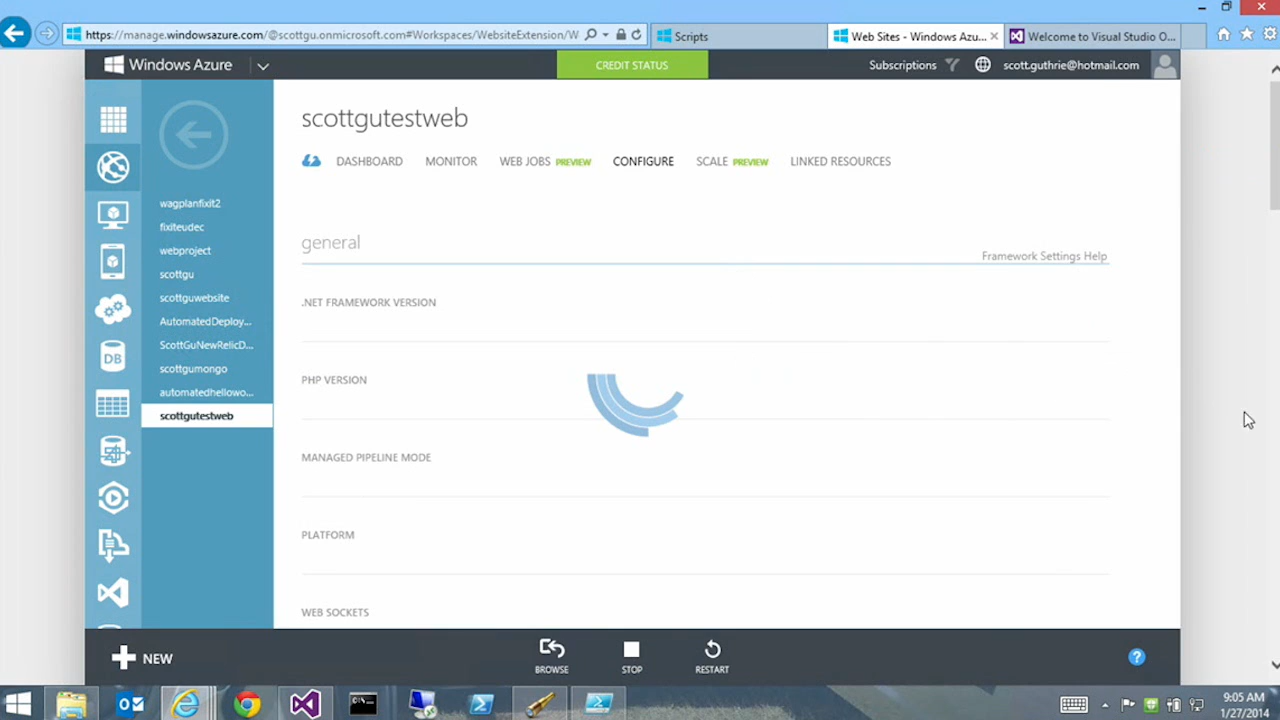 https://manage.windowsazure.com/@scottgu.onmicrosoft.com#Workspaces/WebsiteExtension/W
Scripts
Web Sites - Windows Azu...
Welcome to Visual Studio O...
Windows Azure
CREDIT STATUS
Subscriptions
scott.guthrie@hotmail.com
scottgutestweb
DASHBOARD MONITOR WEB JOBS PREVIEW CONFIGURE SCALE PREVIEW LINKED RESOURCES
wagplanfixit2
fixiteudec
webproject
scottgu
scottguwebsite
AutomatedDeploy...
ScottGuNewRelicD...
scottgumongo
automatedhellowo...
scottgutestweb
DB
general
Framework Settings Help
.NET FRAMEWORK VERSION
PHP VERSION
MANAGED PIPELINE MODE
PLATFORM
WEB SOCKETS
NEW
BROWSE
STOP
RESTART
?
9:05 AM
1/27/2014